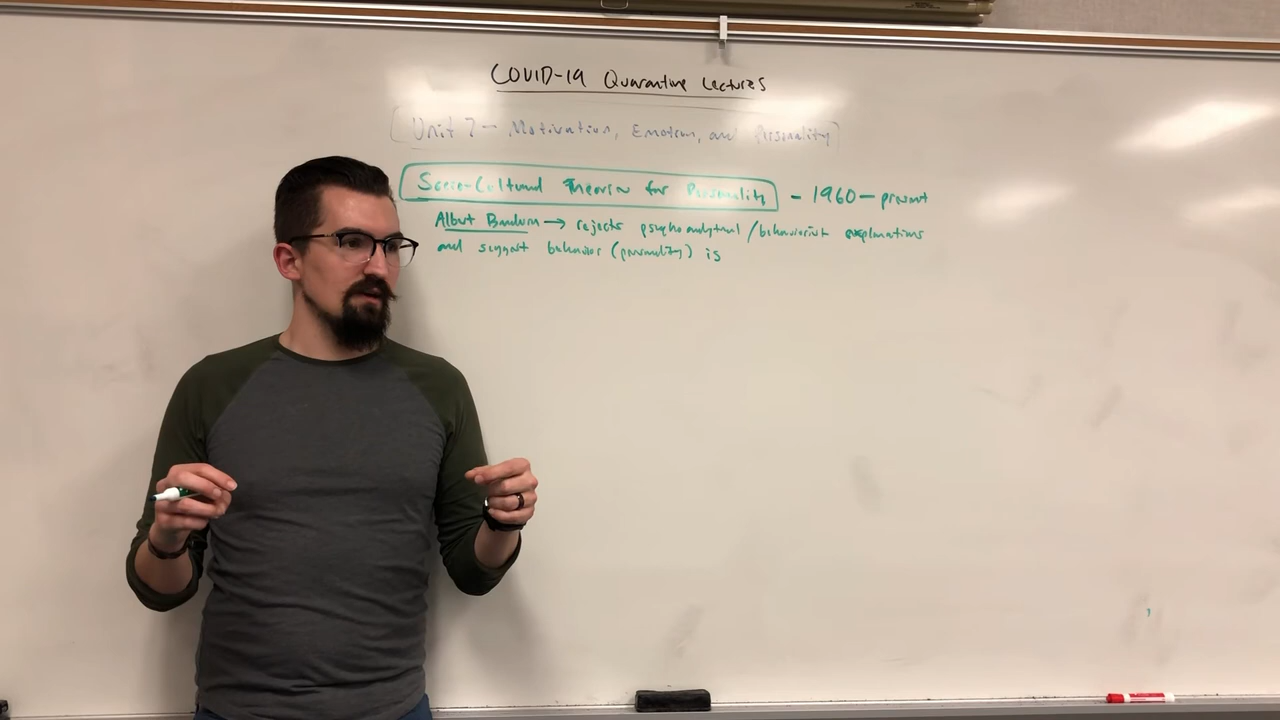 COVID-19 Quarantine Lectures
Unit 7 - Motivation, Emotion, and Personality
Socio-Cultural Theories for Personality - 1960 - present
Albert Bandura → rejects psychoanalytical / behaviorist explanations
and suggest behavior (personality) is